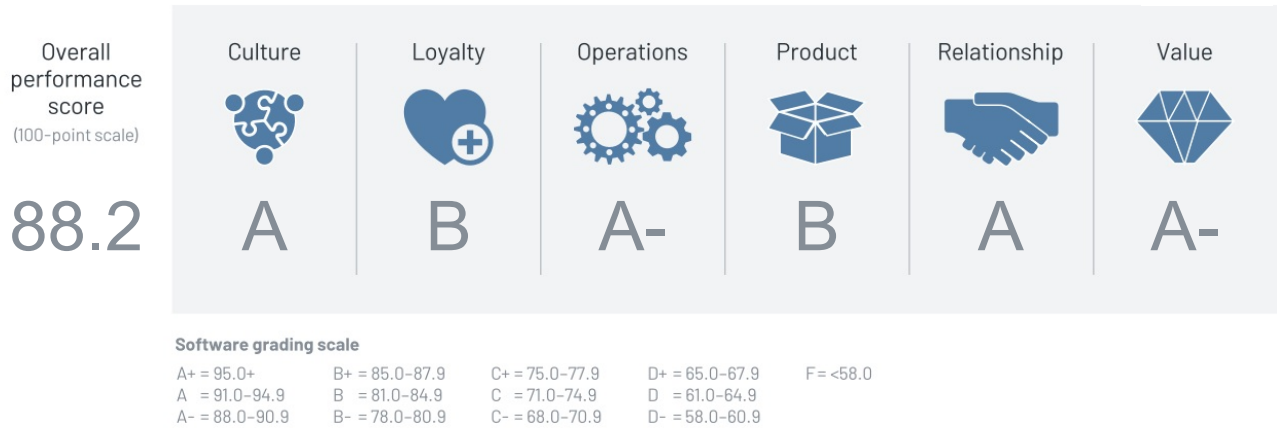 Overall
performance
score
(100-point scale)
88.2
Culture
A
Loyalty
B
Operations
A-
Product
B
Relationship
A
Value
A-
Software grading scale
A+ = 95.0+ B+ = 85.0–87.9 C+ = 75.0–77.9 D+ = 65.0–67.9 F = <58.0
A = 91.0–94.9 B = 81.0–84.9 C = 71.0–74.9 D = 61.0–64.9
A- = 88.0–90.9 B- = 78.0–80.9 C- = 68.0–70.9 D- = 58.0–60.9